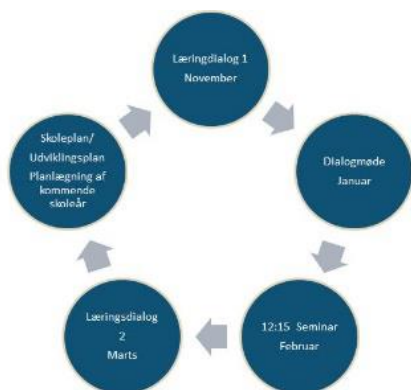 Læringdialog 1
November
Dialogmøde
Januar
12:15 Seminar
Februar
Læringsdialog
2
Marts
Skoleplan/
Udviklingsplan
Planlægning af
kommende
skoleår